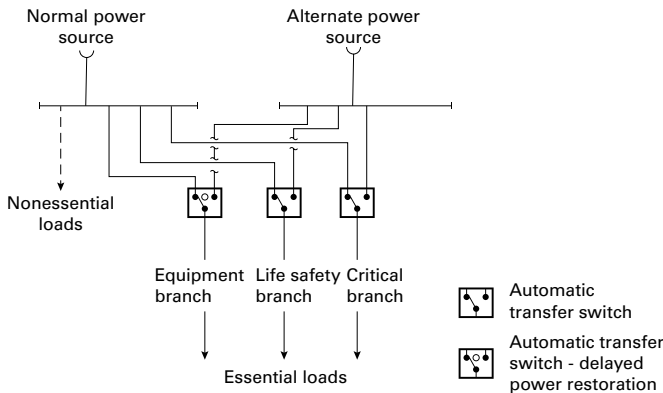 Normal power
source
Alternate power
source
Nonessential
loads
Equipment
branch
Life safety
branch
Critical
branch
Essential loads
Automatic
transfer switch
Automatic transfer
switch - delayed
power restoration